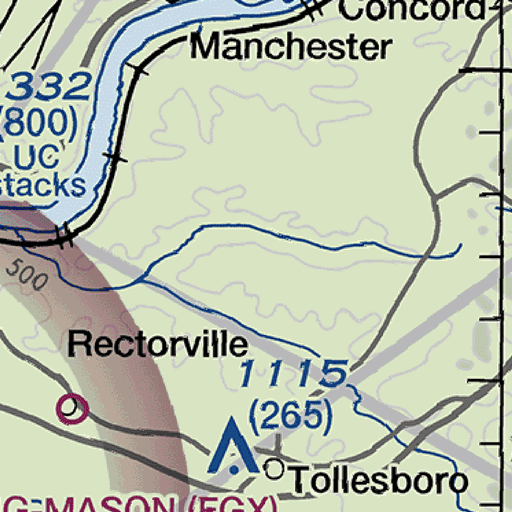 Concord
Manchester
332
(800)
UC
stacks
500
Rectorville
1115
(265)
Tollesboro
G-MASON (FGX)